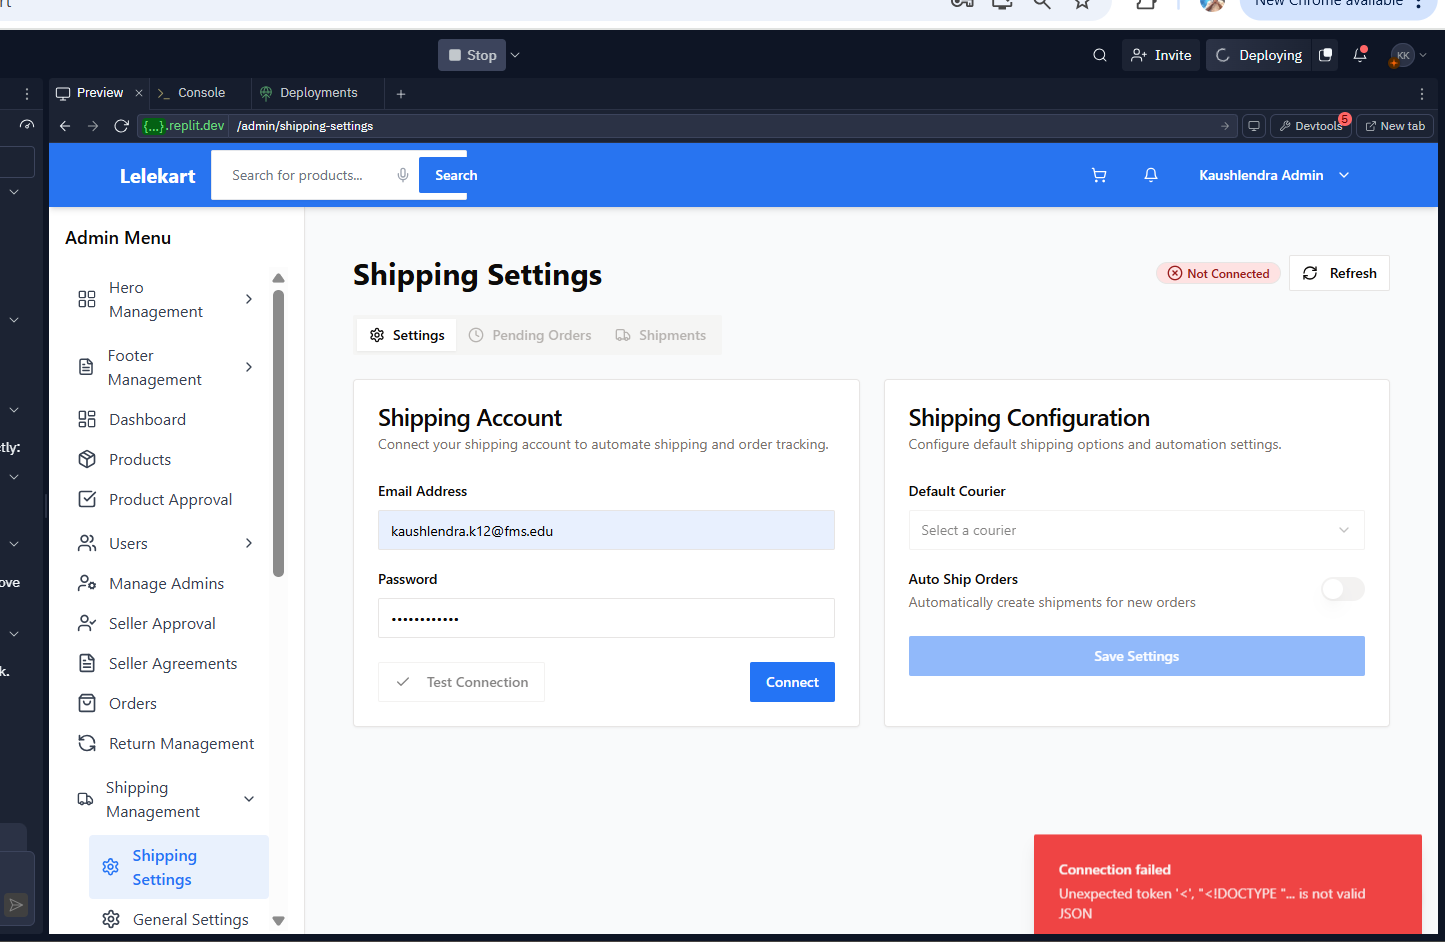 New Chrome available
Stop
Invite
Deploying
KK
Preview
Console
Deployments
{...}.replit.dev
/admin/shipping-settings
Devtools
5
New tab
Lelekart
Search for products...
Search
Kaushlendra Admin
Admin Menu
Hero
Management
Footer
Management
Dashboard
Products
Product Approval
Users
Manage Admins
Seller Approval
Seller Agreements
Orders
Return Management
Shipping
Management
Shipping
Settings
General Settings
tly:
ove
k.
Shipping Settings
Not Connected
Refresh
Settings
Pending Orders
Shipments
Shipping Account
Connect your shipping account to automate shipping and order tracking.
Email Address
kaushlendra.k12@fms.edu
Password
••••••••••••
Test Connection
Connect
Shipping Configuration
Configure default shipping options and automation settings.
Default Courier
Select a courier
Auto Ship Orders
Automatically create shipments for new orders
Save Settings
Connection failed
Unexpected token '<', "<!DOCTYPE "... is not valid
JSON